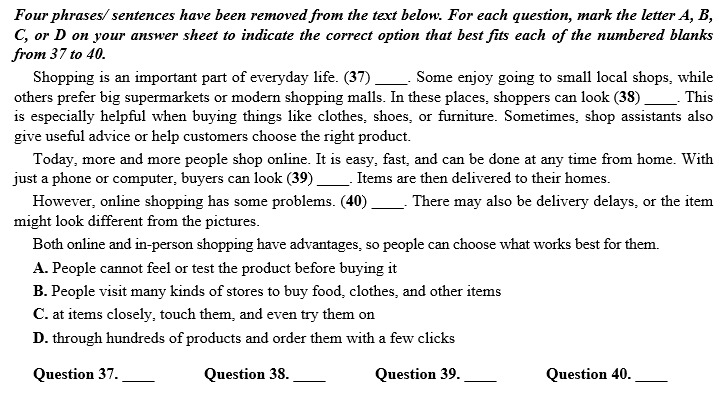 Four phrases/ sentences have been removed from the text below. For each question, mark the letter A, B,
C, or D on your answer sheet to indicate the correct option that best fits each of the numbered blanks
from 37 to 40.
Shopping is an important part of everyday life. (37) ____. Some enjoy going to small local shops, while
others prefer big supermarkets or modern shopping malls. In these places, shoppers can look (38) ____. This
is especially helpful when buying things like clothes, shoes, or furniture. Sometimes, shop assistants also
give useful advice or help customers choose the right product.
Today, more and more people shop online. It is easy, fast, and can be done at any time from home. With
just a phone or computer, buyers can look (39) ____. Items are then delivered to their homes.
However, online shopping has some problems. (40) ____. There may also be delivery delays, or the item
might look different from the pictures.
Both online and in-person shopping have advantages, so people can choose what works best for them.
A. People cannot feel or test the product before buying it
B. People visit many kinds of stores to buy food, clothes, and other items
C. at items closely, touch them, and even try them on
D. through hundreds of products and order them with a few clicks
Question 37. ____ Question 38. ____ Question 39. ____ Question 40. ____